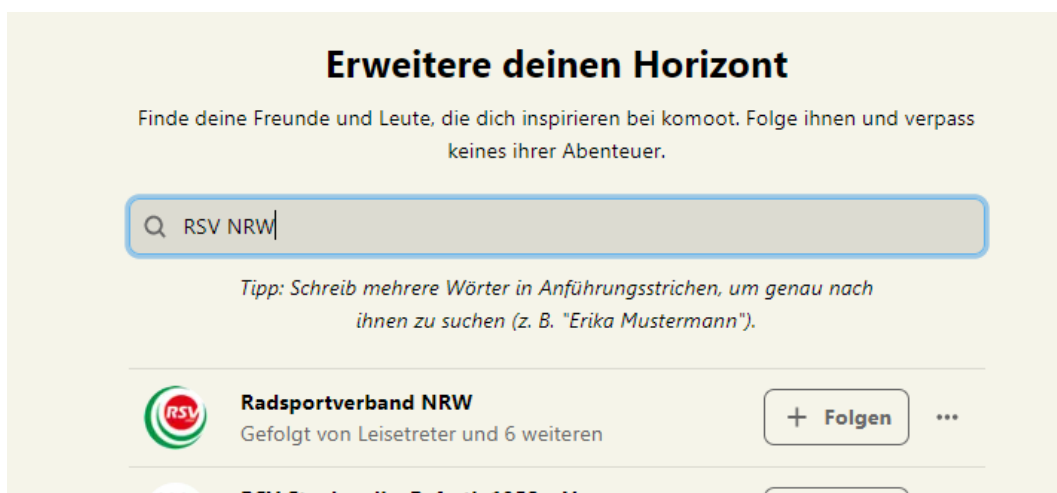 Erweitere deinen Horizont
Finde deine Freunde und Leute, die dich inspirieren bei komoot. Folge ihnen und verpass
keines ihrer Abenteuer.
RSV NRW
Tipp: Schreib mehrere Wörter in Anführungsstrichen, um genau nach
ihnen zu suchen (z. B. "Erika Mustermann").
RSV
Radsportverband NRW
Gefolgt von Leisetreter und 6 weiteren
+ Folgen